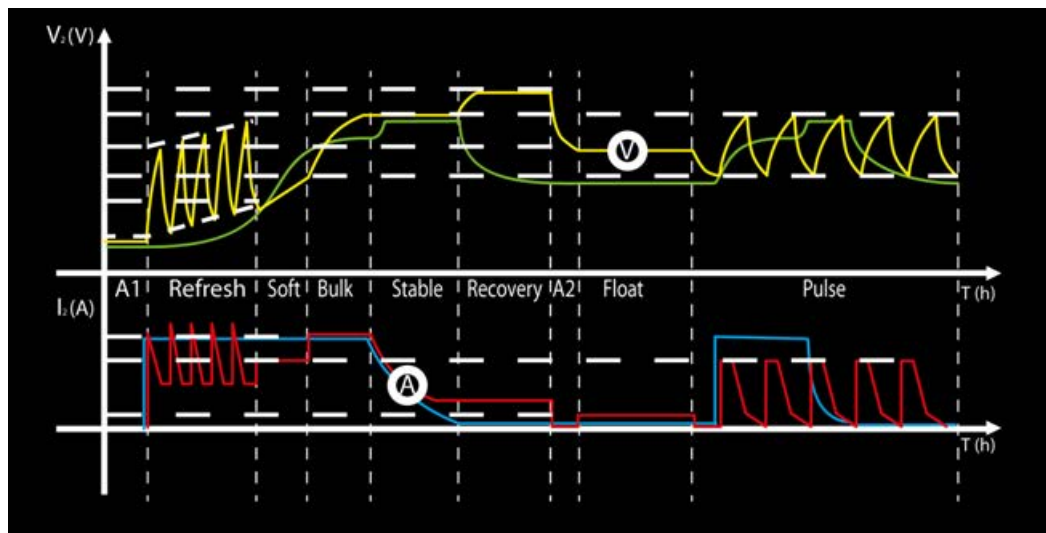 V₂(V)
V
A1 Refresh Soft Bulk Stable Recovery A2 Float Pulse T(h)
I₂(A)
A
T(h)